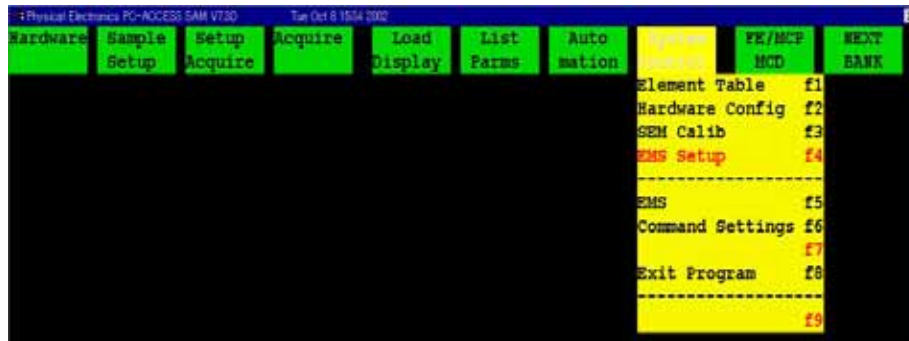 Physical Electronics PC-ACCESS SAM V7.3D Tue Oct 8 15:34 2002
Hardware Sample Setup Acquire Load List Auto System FE/MCP NEXT
Setup Acquire Display Parms mation MCD BANK
Element Table f1
Hardware Config f2
SEM Calib f3
EMS Setup f4
EMS f5
Command Settings f6
f7
Exit Program f8
f9